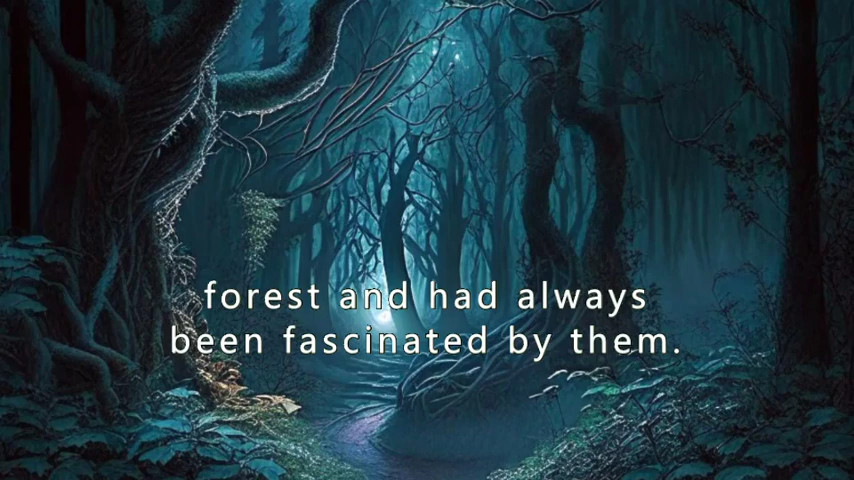 forest and had always
been fascinated by them.